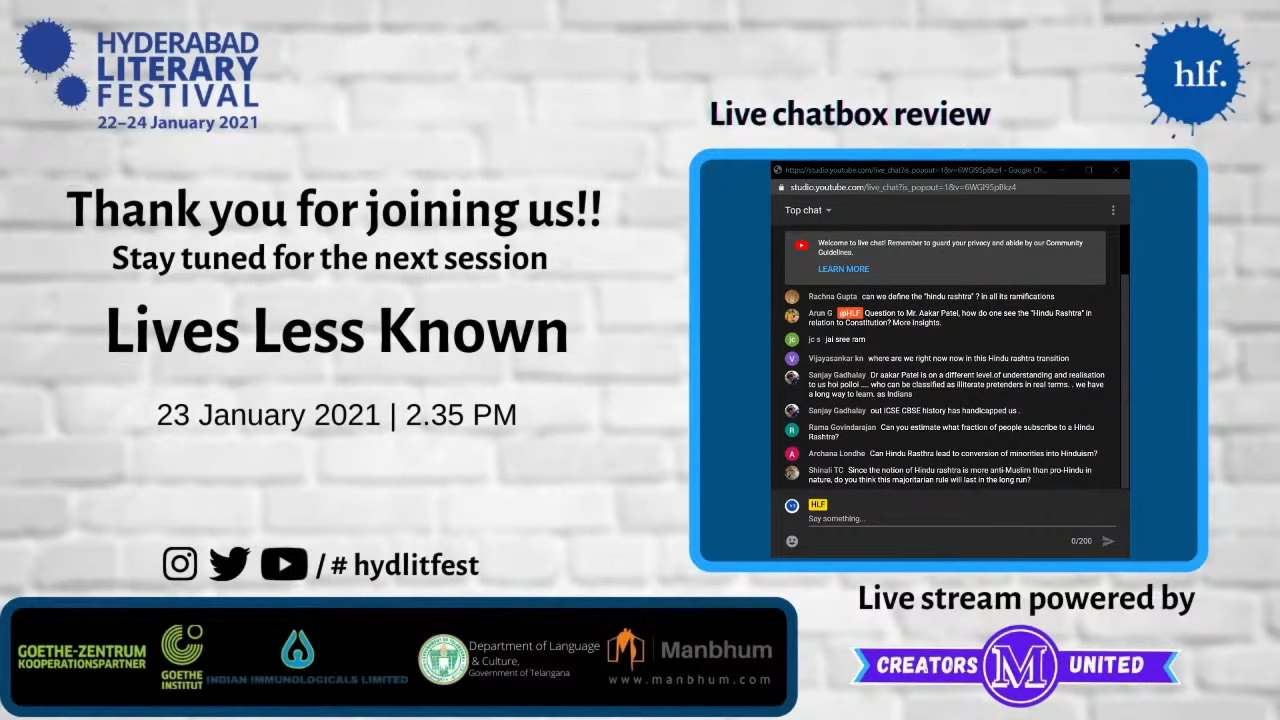 HYDERABAD
LITERARY
FESTIVAL
22–24 January 2021
hlf.
Thank you for joining us!!
Stay tuned for the next session
Lives Less Known
23 January 2021 | 2.35 PM
/ # hydlitfest
Live chatbox review
https://studio.youtube.com/live_chat?is_popout=1&v=6WGl95pBkz4 - Google Ch...
studio.youtube.com/live_chat?is_popout=1&v=6WGl95pBkz4
Top chat
Welcome to live chat! Remember to guard your privacy and abide by our Community
Guidelines.
LEARN MORE
Rachna Gupta can we define the "hindu rashtra" ? in all its ramifications
Arun G @HLF Question to Mr. Aakar Patel, how do one see the "Hindu Rashtra" in
relation to Constitution? More Insights.
jc
jc s jai sree ram
V
Vijayasankar kn where are we right now now in this Hindu rashtra transition
Sanjay Gadhalay Dr aakar Patel is on a different level.of understanding and realisation
to us hoi polloi .... who can be classified as illiterate pretenders in real terms. . we have
a long way to learn. as Indians
Sanjay Gadhalay out ICSE CBSE history has handicapped us .
R
Rama Govindarajan Can you estimate what fraction of people subscribe to a Hindu
Rashtra?
A
Archana Londhe Can Hindu Rasthra lead to conversion of minorities into Hinduism?
Shinali TC Since the notion of Hindu rashtra is more anti-Muslim than pro-Hindu in
nature, do you think this majoritarian rule will last in the long run?
HLF
Say something...
0/200
Live stream powered by
CREATORS M UNITED
GOETHE-ZENTRUM
KOOPERATIONSPARTNER
GOETHE
INSTITUT
INDIAN IMMUNOLOGICALS LIMITED
Department of Language
& Culture,
Government of Telangana
Manbhum
www.manbhum.com